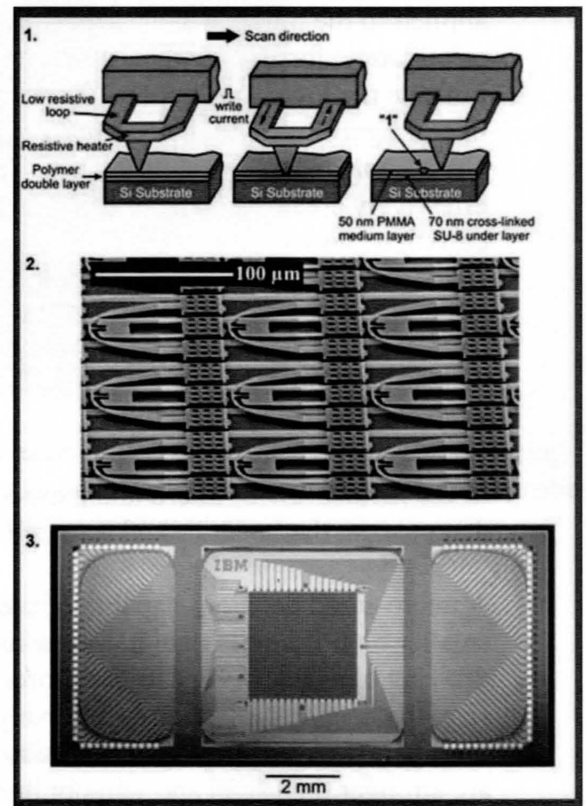 1.
Scan direction
Low resistive
loop
write
current
"1"
Resistive heater
Polymer
double layer
Si Substrate
Si Substrate
Si Substrate
50 nm PMMA
medium layer
70 nm cross-linked
SU-8 under layer
2.
100 µm
3.
IBM
2 mm